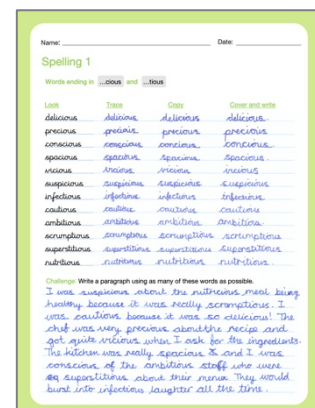 Name: Date:
Spelling 1
Words ending in ...cious and ...tious
Look Trace Copy Cover and write
delicious delicious delicious delicious.
precious precious precious precious
conscious conscious concious concious.
spacious spacious spacious spacious.
vicious vicious vicious vicious
suspicious suspicious suspicious suspicious
infectious infectious infectious infectious.
cautious cautious cautious cautious
ambitious ambitious ambitious ambitious.
scrumptious scrumptious scrumptious scrumptious
superstitious superstitious superstitious superstitious
nutritious nutritious nutritious nutritious.
Challenge: Write a paragraph using as many of these words as possible.
I was suspicious about the nutricious meal being
healthy because it was really scromptious. I
was cautious because it was so delicious! The
chef was very precious about the recipe and
got quite vicious when I ask for the ingredients.
The kitchen was really spacious & and I was
conscious of the ambitious staff who were
superstitious about their menus. They would
burst into infectious laughter all the time.